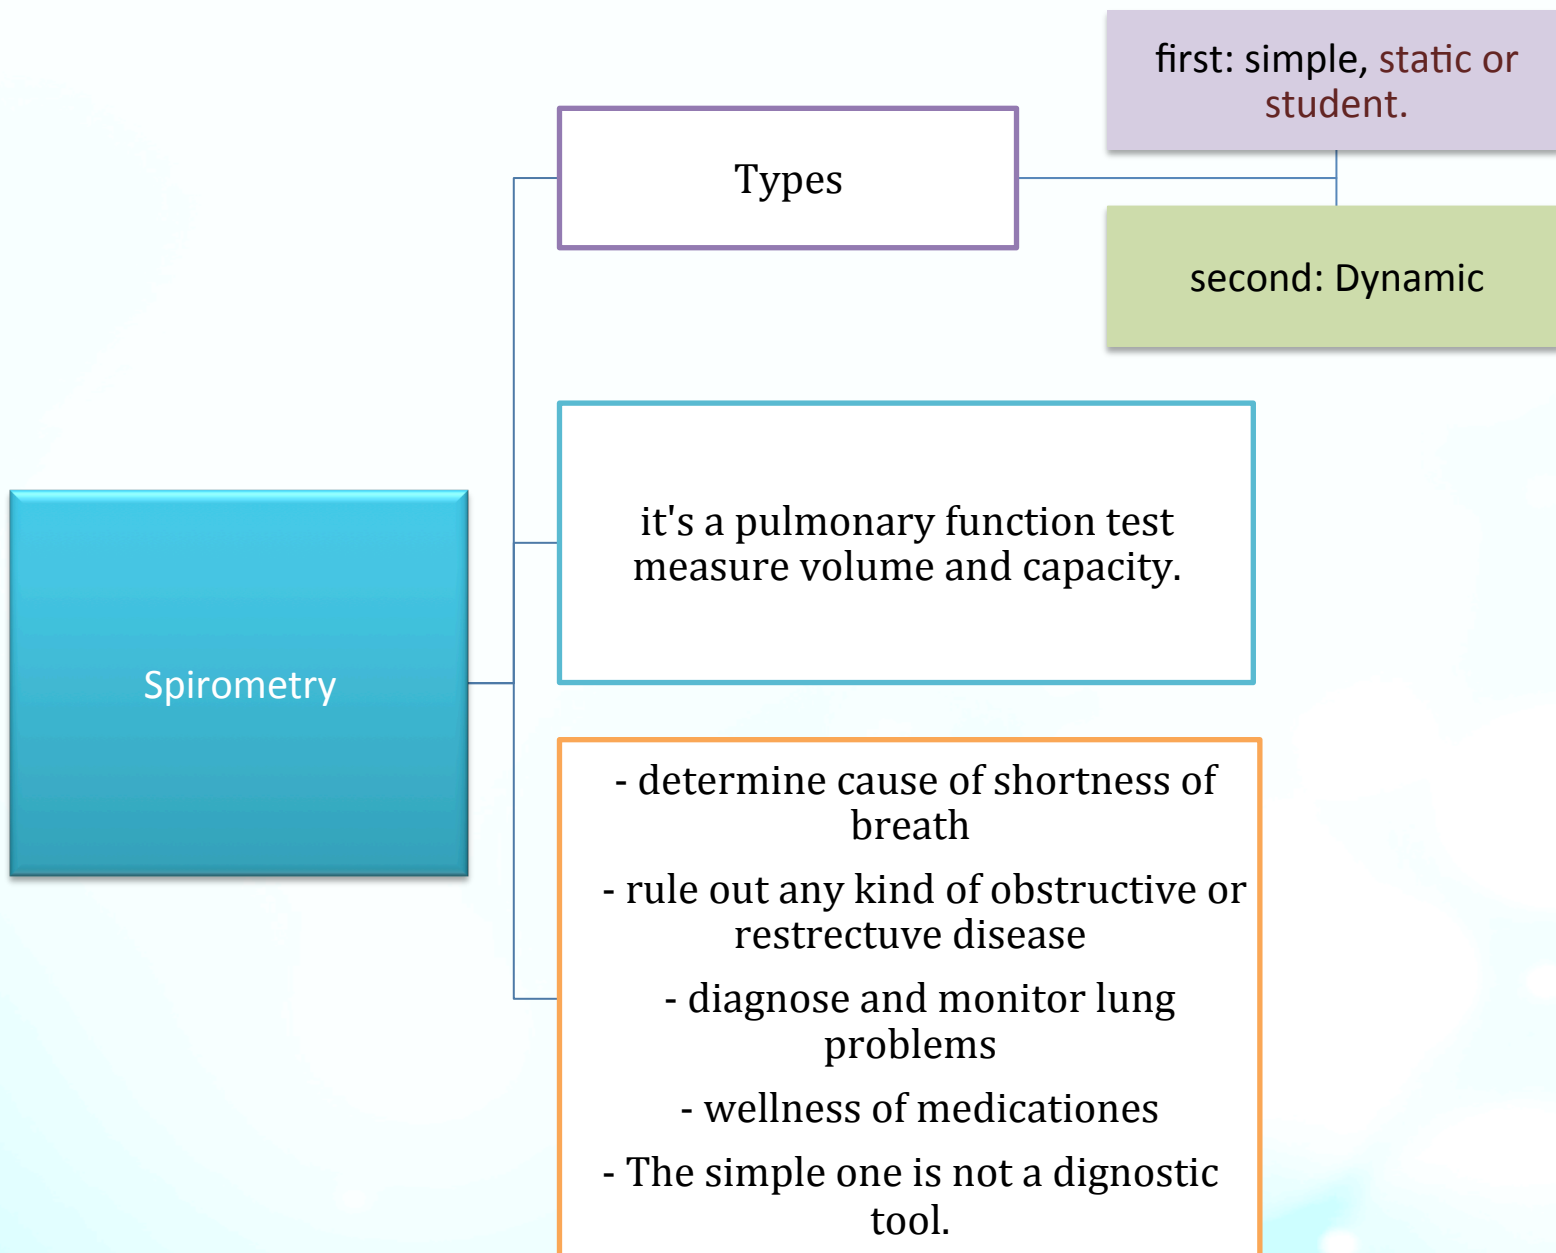 first: simple, static or
student.
Types
second: Dynamic
it's a pulmonary function test
measure volume and capacity.
Spirometry
- determine cause of shortness of
breath
- rule out any kind of obstructive or
restrectuve disease
- diagnose and monitor lung
problems
- wellness of medicationes
- The simple one is not a dignostic
tool.